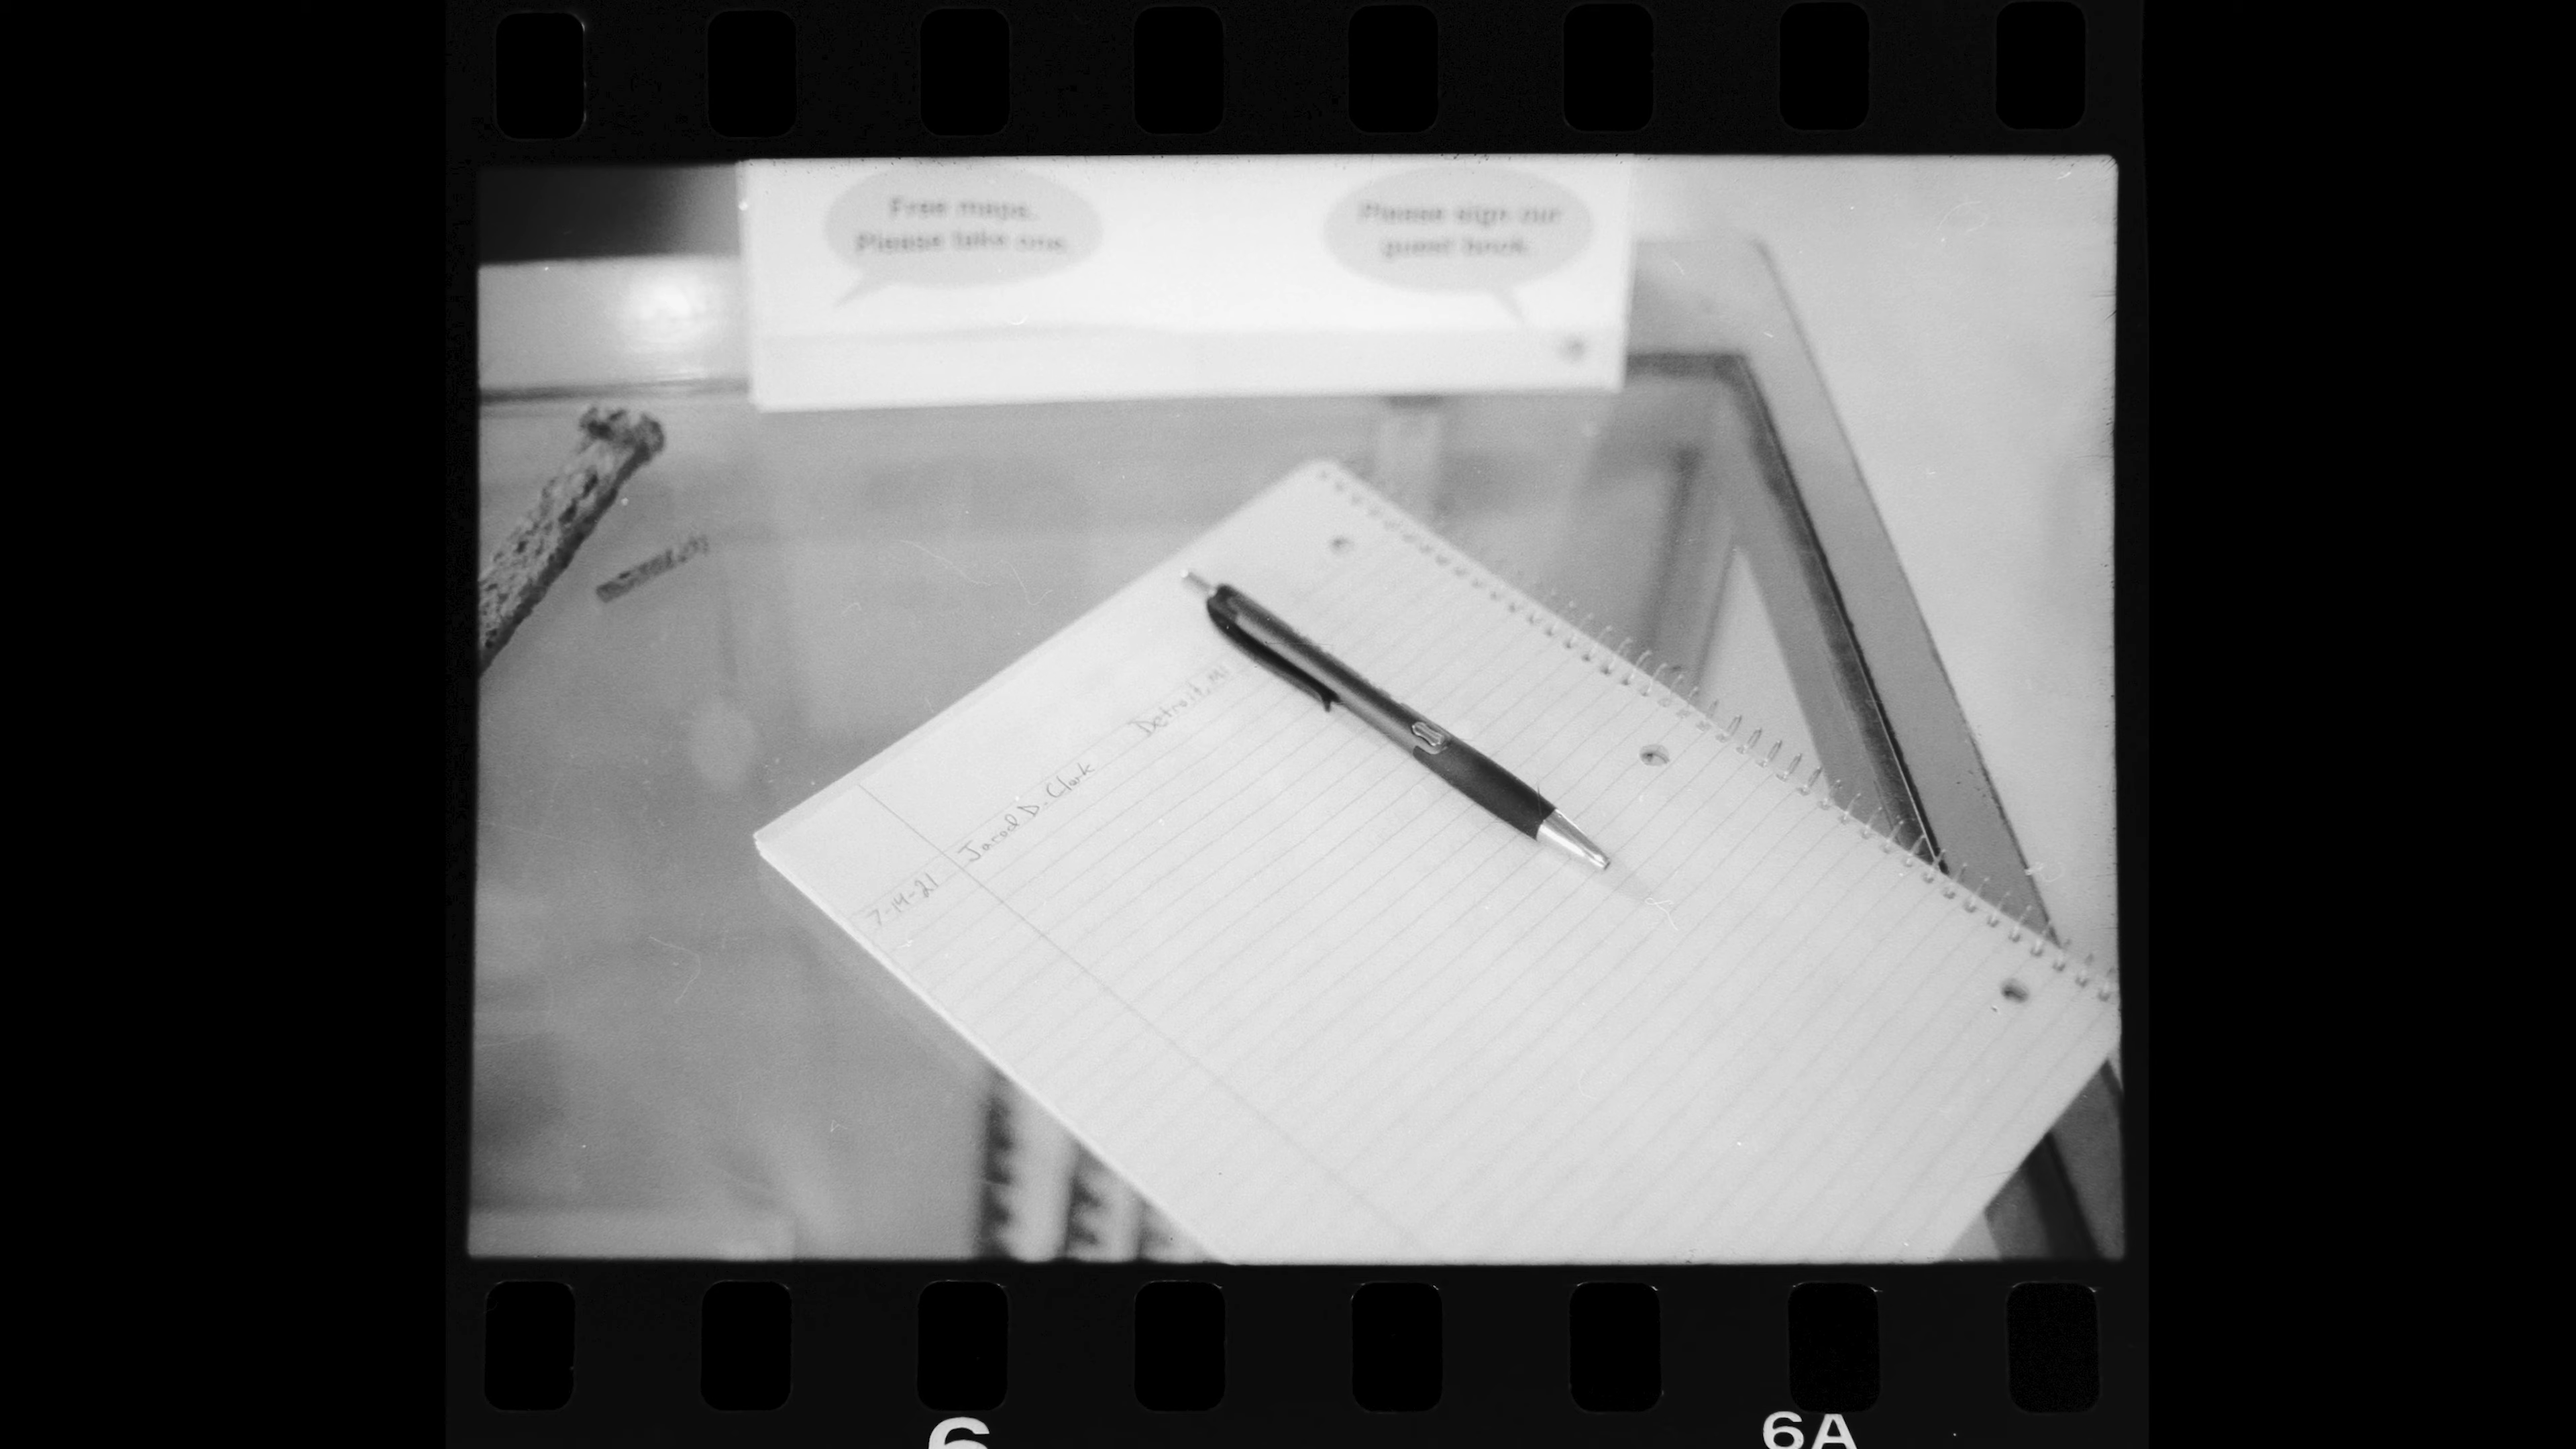 Free maps.
Please take one.
Please sign our
guest book.
7-14-21 Jarod D. Clark Detroit, MI
6
6A